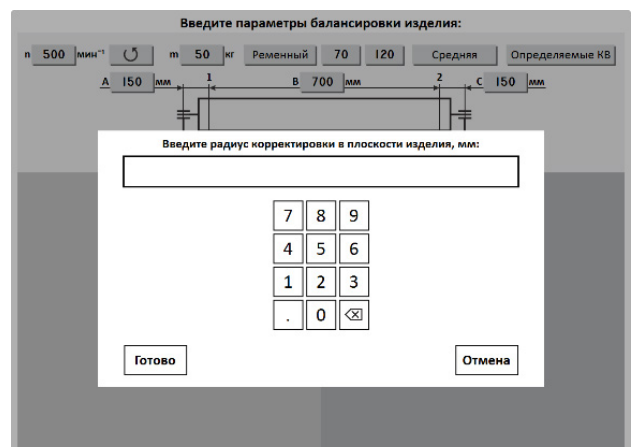 Введите параметры балансировки изделия:
n 500 мин⁻¹ m 50 кг Ременный 70 120 Средняя Определяемые КВ
A 150 мм 1 B 700 мм 2 C 150 мм
Введите радиус корректировки в плоскости изделия, мм:
7 8 9
4 5 6
1 2 3
. 0
Готово Отмена